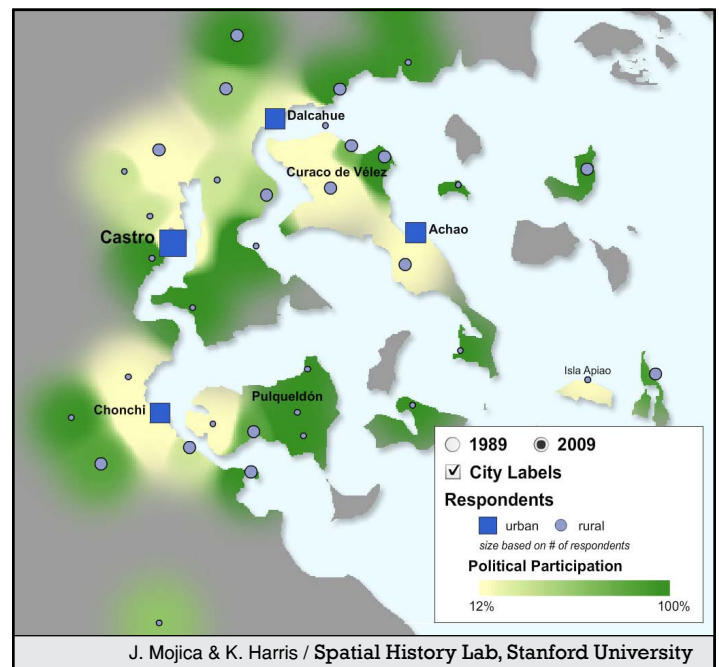 Dalcahue
Curaco de Vélez
Castro
Achao
Isla Apiao
Chonchi
Pulqueldón
1989 2009
City Labels
Respondents
urban rural
size based on # of respondents
Political Participation
12% 100%
J. Mojica & K. Harris / Spatial History Lab, Stanford University